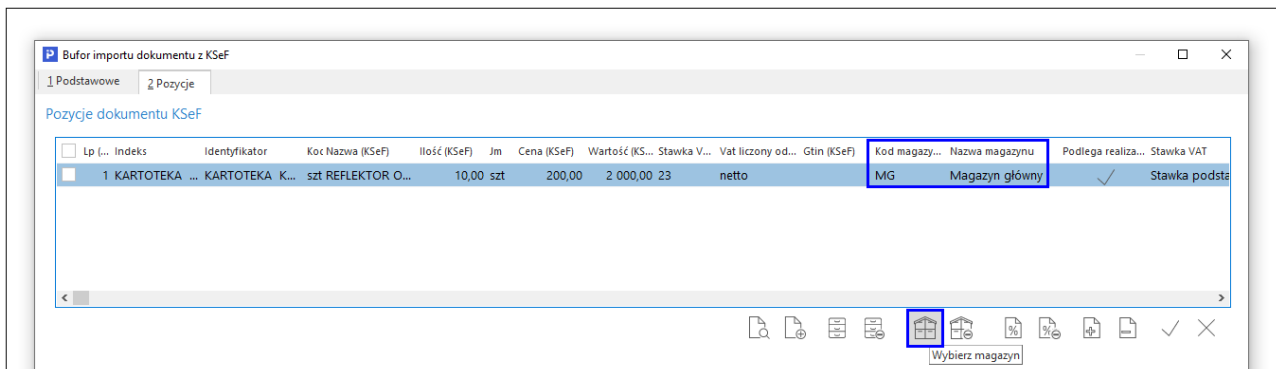 Bufor importu dokumentu z KSeF
1 Podstawowe 2 Pozycje
Pozycje dokumentu KSeF
Lp (... Indeks Identyfikator Koc Nazwa (KSeF) Ilość (KSeF) Jm Cena (KSeF) Wartość (KS... Stawka V... Vat liczony od... Gtin (KSeF) Kod magazy... Nazwa magazynu Podlega realiza... Stawka VAT
1 KARTOTEKA ... KARTOTEKA K... szt REFLEKTOR O... 10,00 szt 200,00 2 000,00 23 netto MG Magazyn główny Stawka podsta
Wybierz magazyn